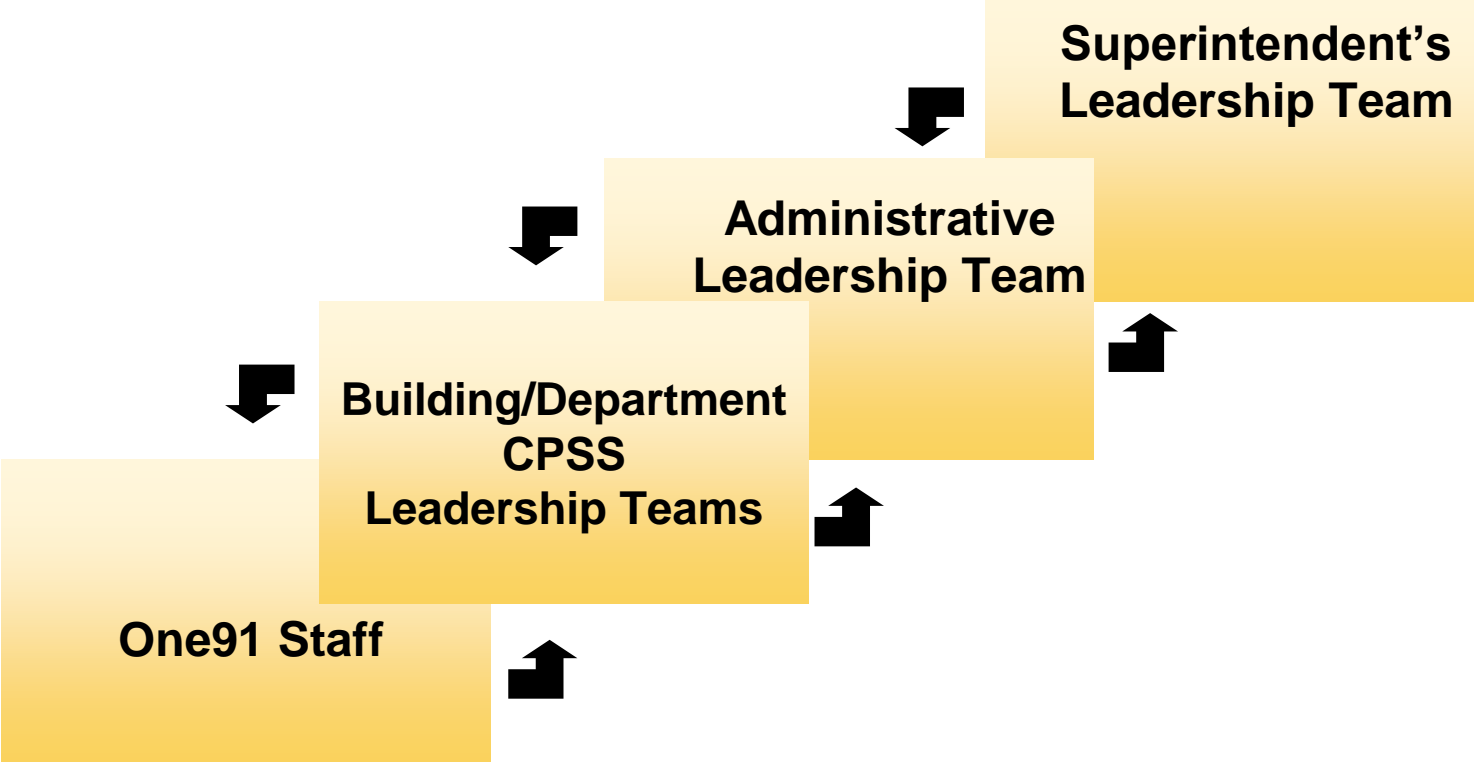 Superintendent’s
Leadership Team
Administrative
Leadership Team
Building/Department
CPSS
Leadership Teams
One91 Staff